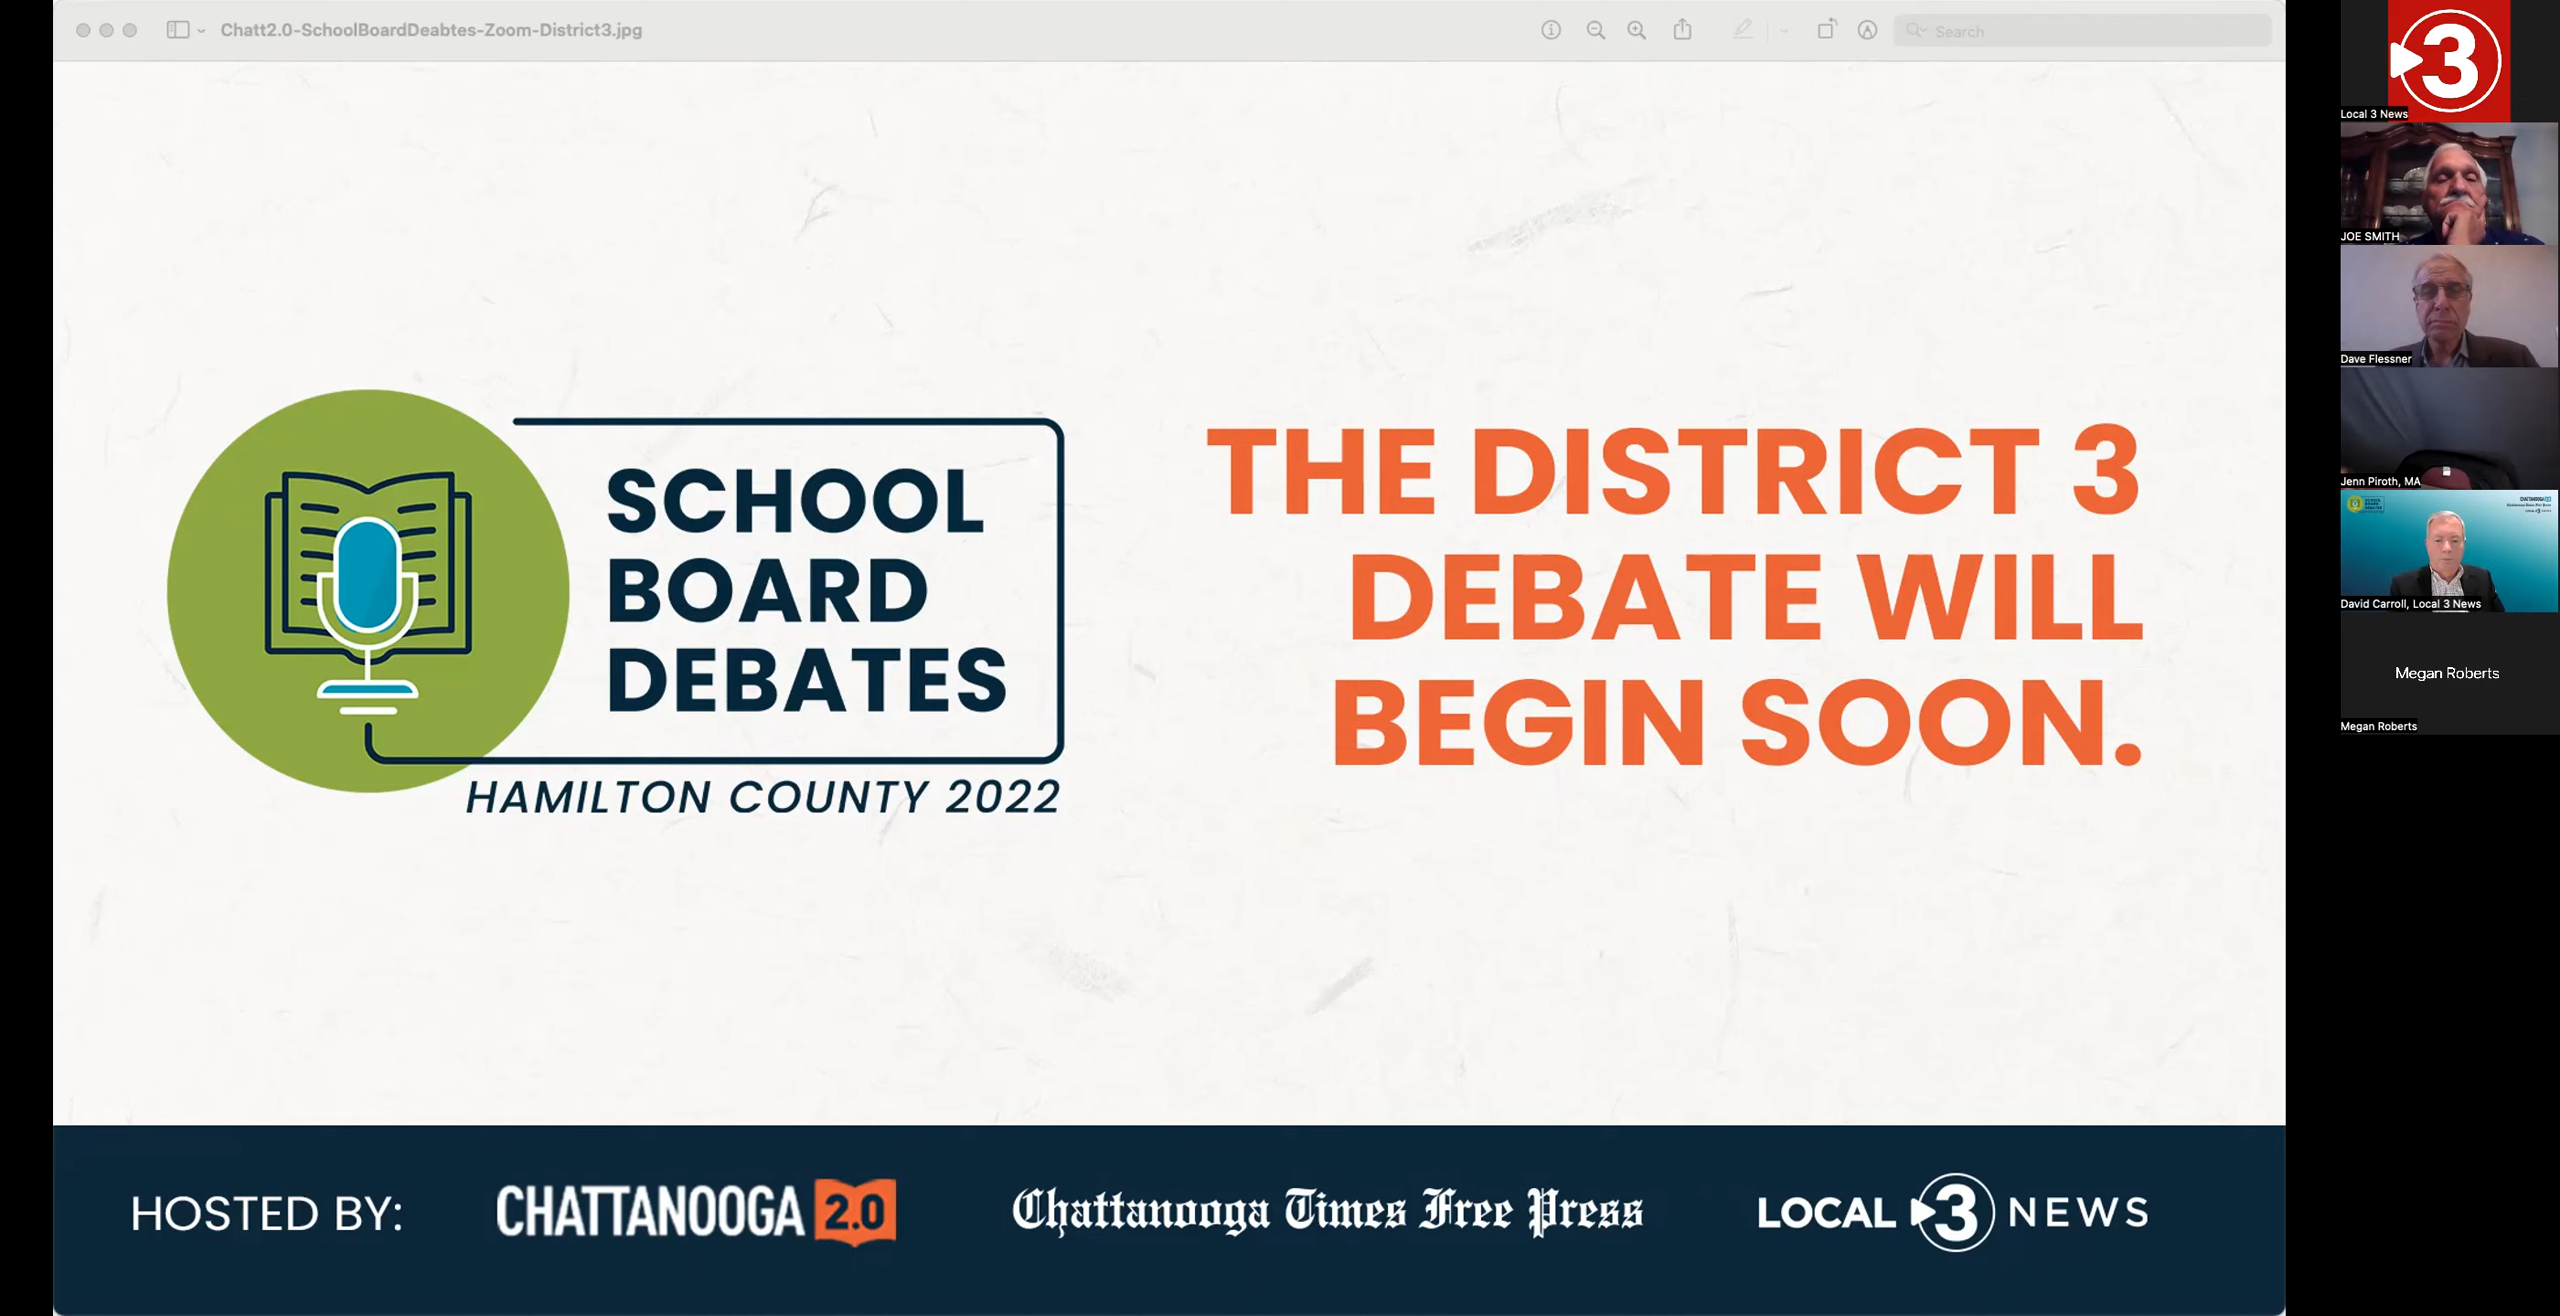 Chatt2.0-SchoolBoardDeabtes-Zoom-District3.jpg
Search
SCHOOL
BOARD
DEBATES
HAMILTON COUNTY 2022
THE DISTRICT 3
DEBATE WILL
BEGIN SOON.
HOSTED BY:
CHATTANOOGA 2.0
Chattanooga Times Free Press
LOCAL 3 NEWS
3
Local 3 News
JOE SMITH
Dave Flessner
Jenn Piroth, MA
David Carroll, Local 3 News
Megan Roberts
Megan Roberts